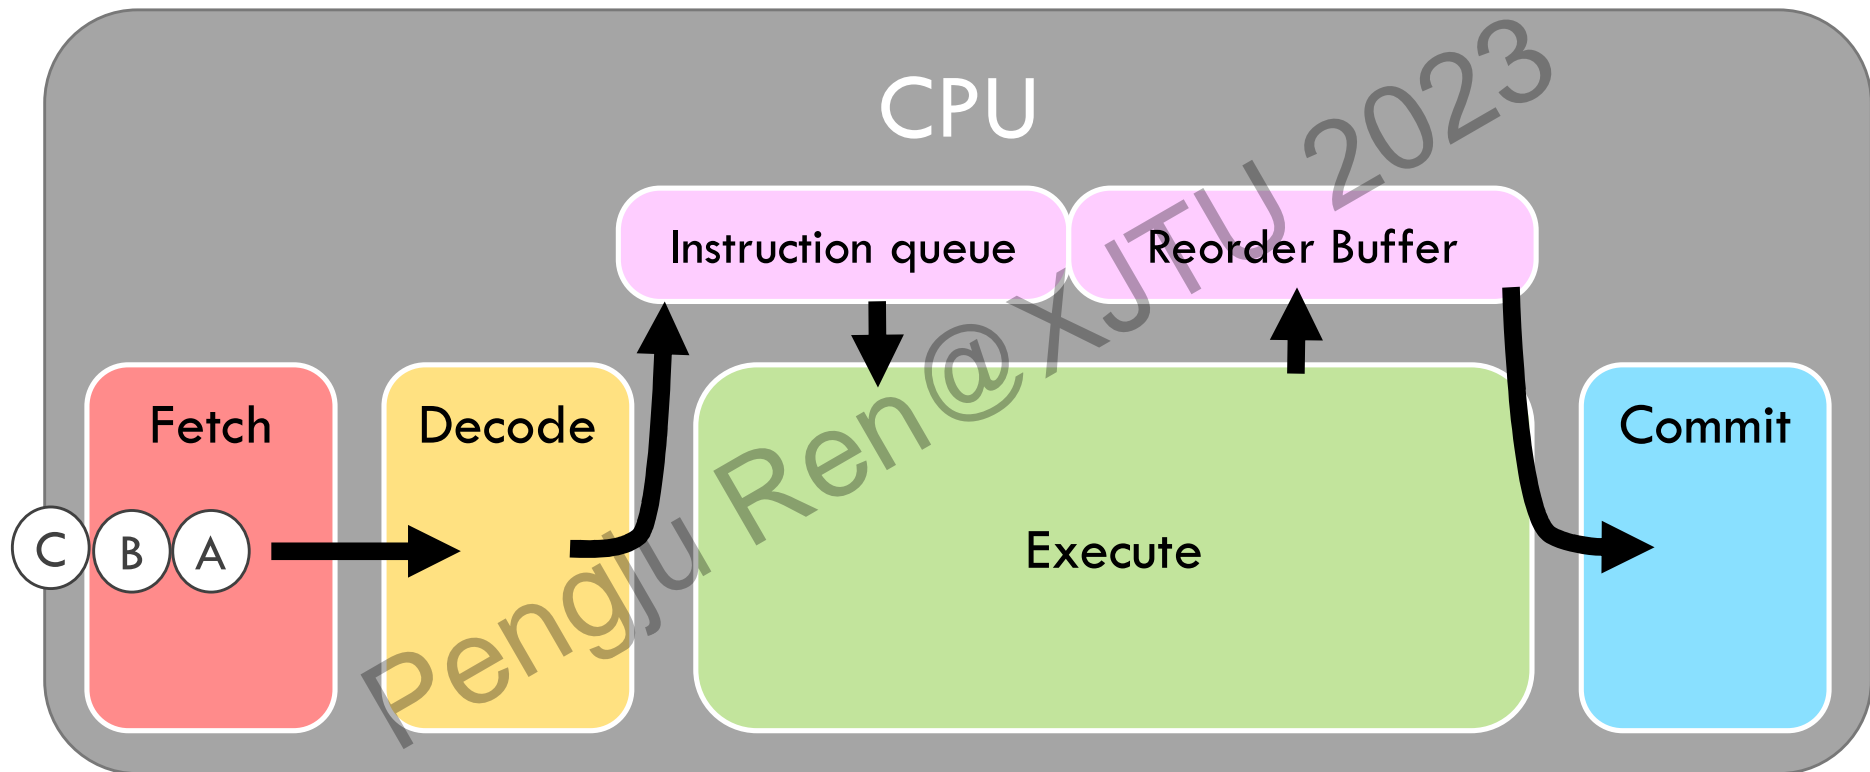 CPU
Instruction queue
Reorder Buffer
Fetch
Decode
Execute
Commit
C
B
A
Pengju Ren@XJTU 2023